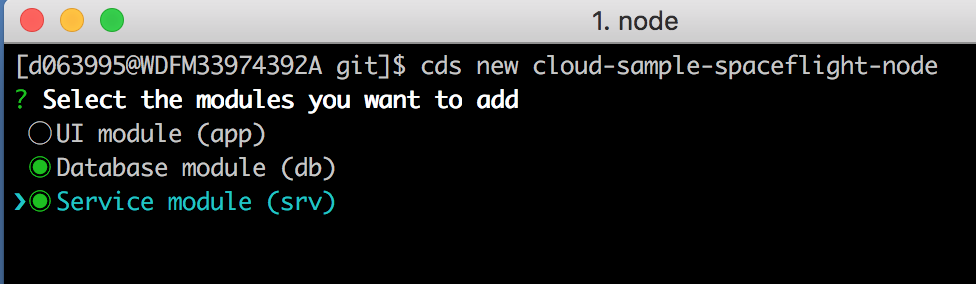 1. node
[d063995@WDFM33974392A git]$ cds new cloud-sample-spaceflight-node
? Select the modules you want to add
◯UI module (app)
◉Database module (db)
❯◉Service module (srv)